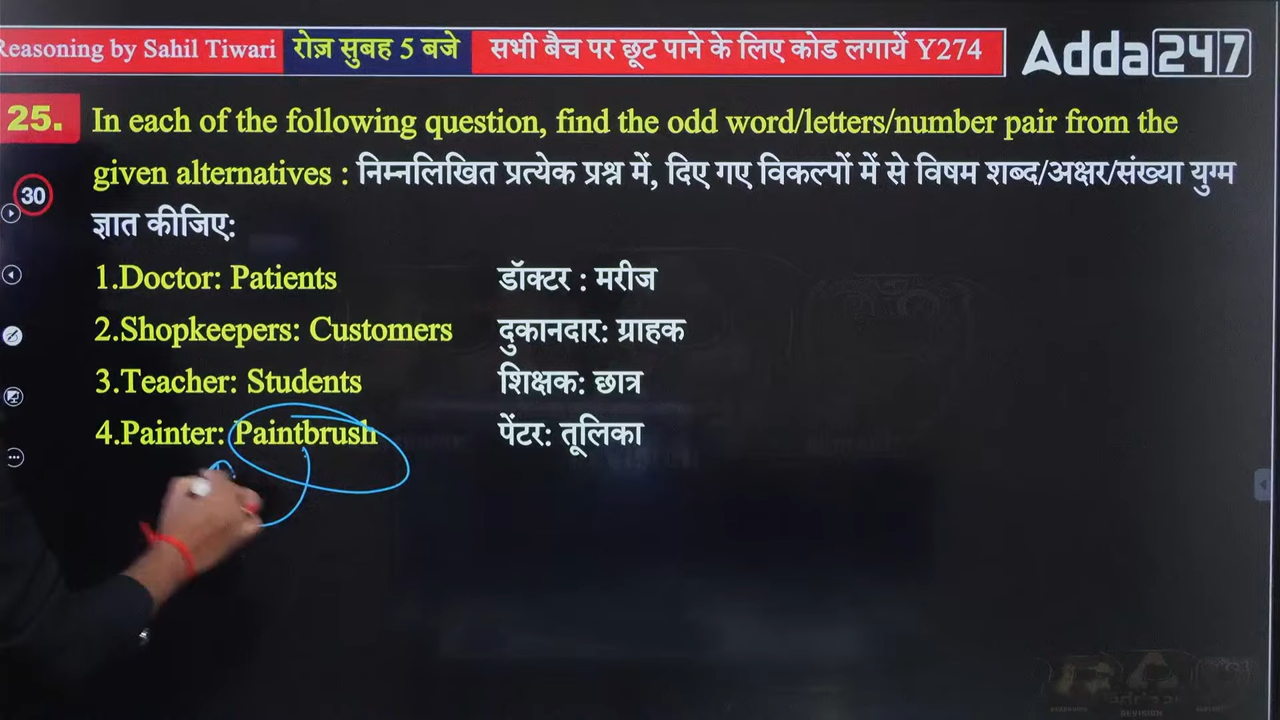 Reasoning by Sahil Tiwari रोज़ सुबह 5 बजे सभी बैच पर छूट पाने के लिए कोड लगायें Y274 Adda247
25. In each of the following question, find the odd word/letters/number pair from the
given alternatives : निम्नलिखित प्रत्येक प्रश्न में, दिए गए विकल्पों में से विषम शब्द/अक्षर/संख्या युग्म
30
ज्ञात कीजिए:
1.Doctor: Patients डॉक्टर : मरीज
2.Shopkeepers: Customers दुकानदार: ग्राहक
3.Teacher: Students शिक्षक: छात्र
4.Painter: Paintbrush पेंटर: तूलिका
REVISION